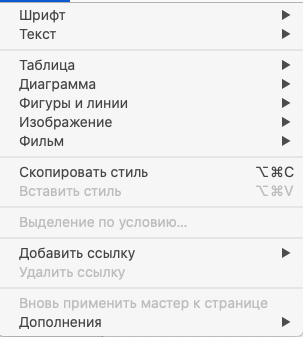 Шрифт ▶
Текст ▶
Таблица ▶
Диаграмма ▶
Фигуры и линии ▶
Изображение ▶
Фильм ▶
Скопировать стиль ⌥⌘C
Вставить стиль ⌥⌘V
Выделение по условию...
Добавить ссылку ▶
Удалить ссылку
Вновь применить мастер к странице
Дополнения ▶